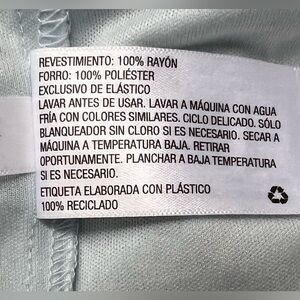 REVESTIMIENTO: 100% RAYÓN
FORRO: 100% POLIÉSTER
EXCLUSIVO DE ELÁSTICO
LAVAR ANTES DE USAR. LAVAR A MÁQUINA CON AGUA
FRÍA CON COLORES SIMILARES. CICLO DELICADO. SÓLO
BLANQUEADOR SIN CLORO SI ES NECESARIO. SECAR A
MÁQUINA A TEMPERATURA BAJA. RETIRAR
OPORTUNAMENTE. PLANCHAR A BAJA TEMPERATURA
SI ES NECESARIO.
ETIQUETA ELABORADA CON PLÁSTICO
100% RECICLADO